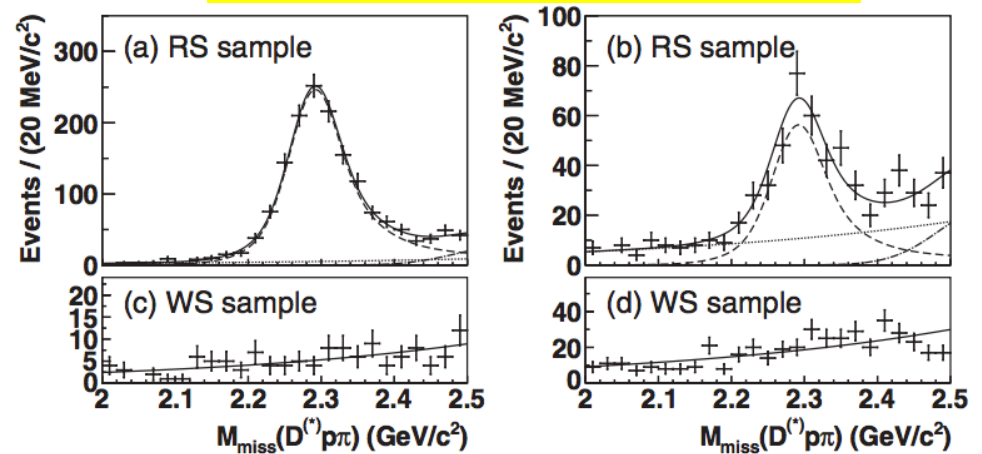 (a) RS sample
(b) RS sample
Events / (20 MeV/c²)
300
200
100
0
Events / (20 MeV/c²)
100
80
60
40
20
0
(c) WS sample
(d) WS sample
20
15
10
5
0
40
20
0
2 2.1 2.2 2.3 2.4 2.5
2 2.1 2.2 2.3 2.4 2.5
M_miss(D^(*)pπ) (GeV/c²)
M_miss(D^(*)pπ) (GeV/c²)